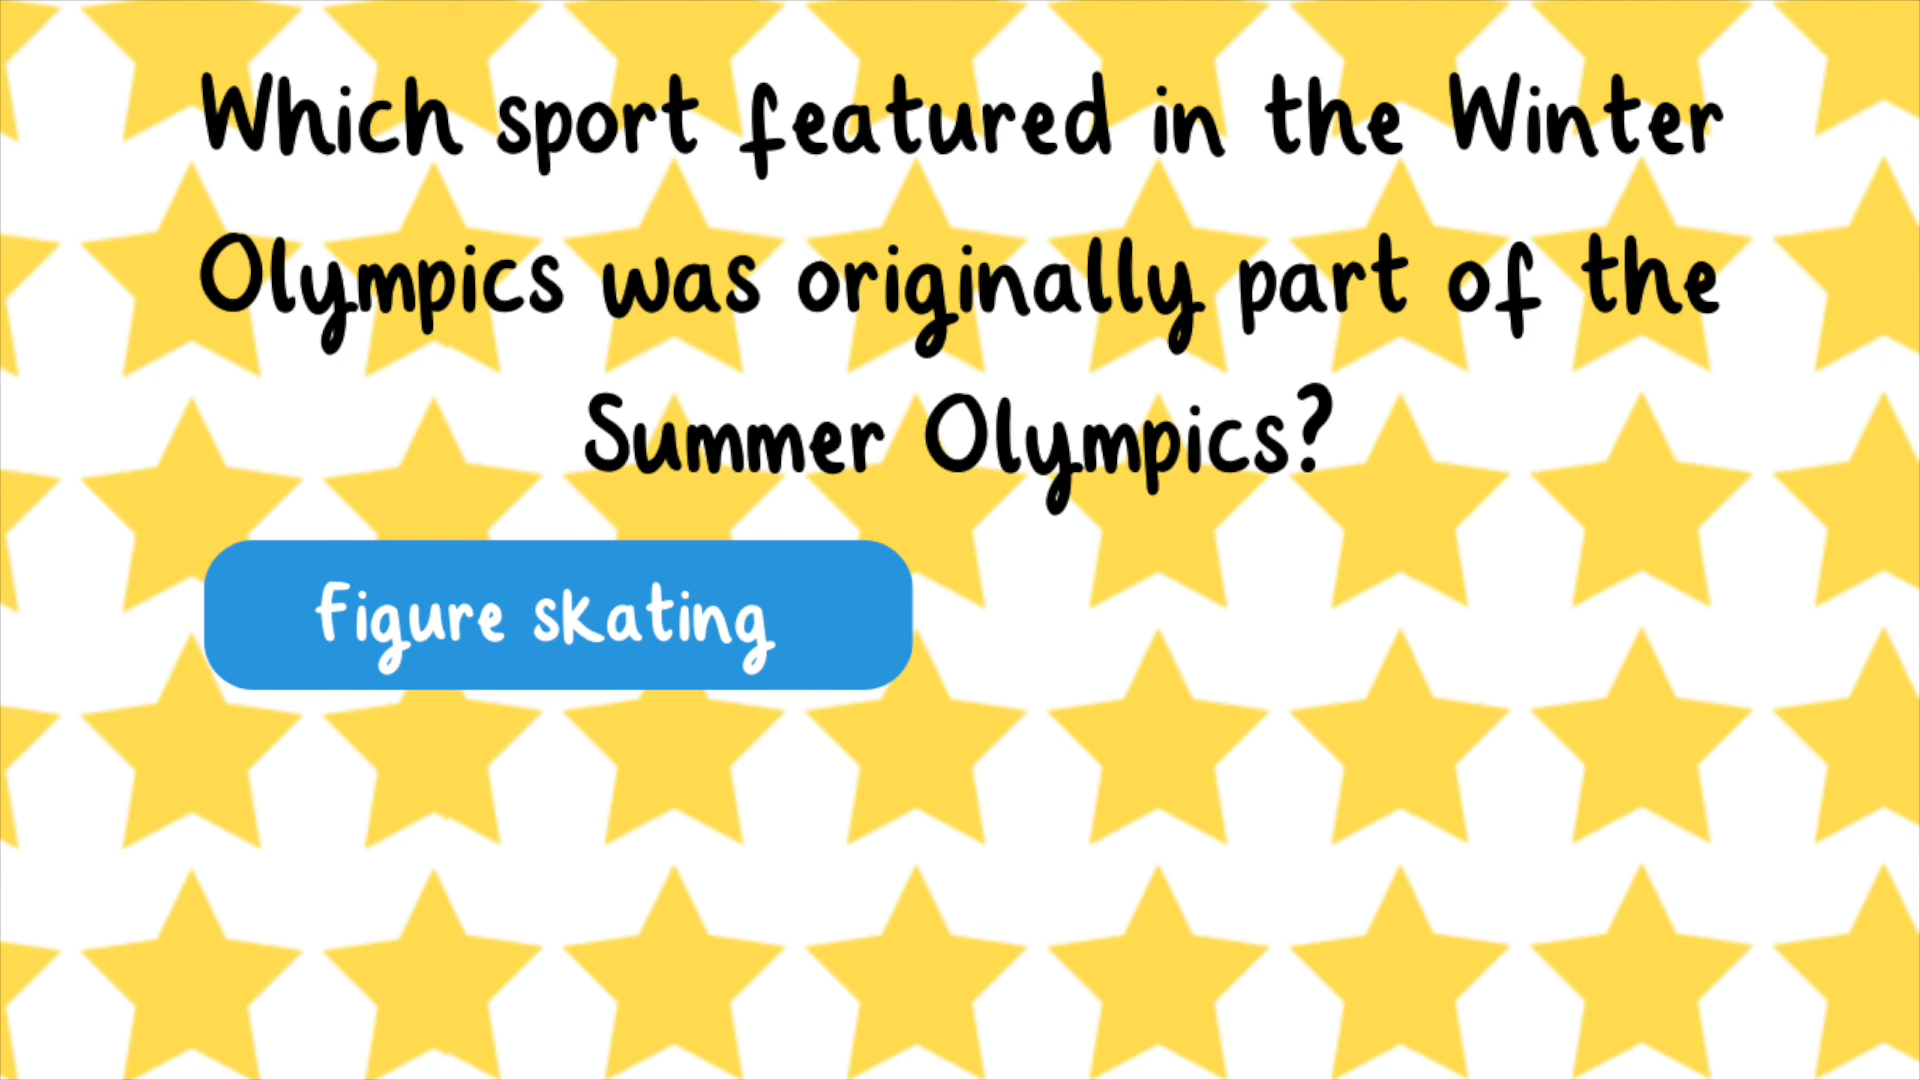 Which sport featured in the Winter
Olympics was originally part of the
Summer Olympics?
Figure skating